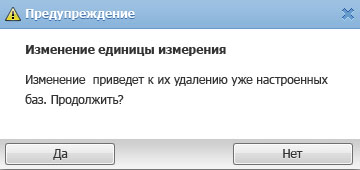 Предупреждение
Изменение единицы измерения
Изменение  приведет к их удалению уже настроенных
баз. Продолжить?
Да
Нет